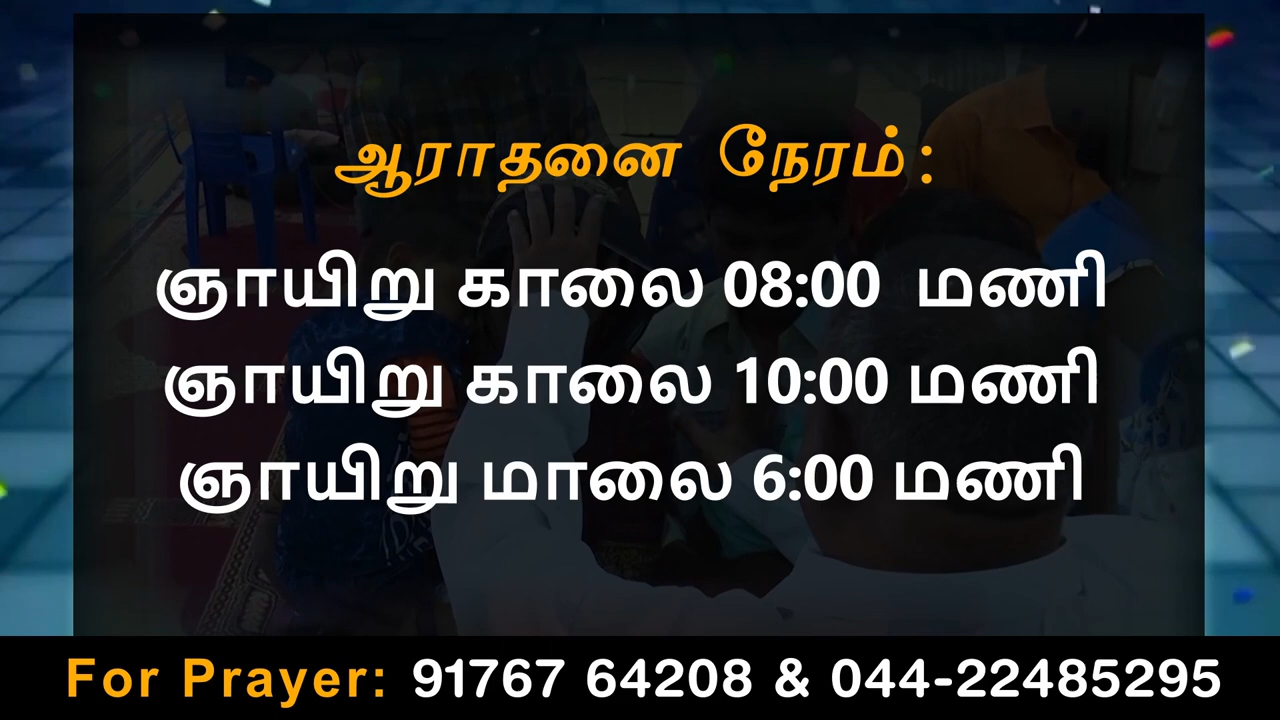 ஆராதனை நேரம்:
ஞாயிறு காலை 08:00 மணி
ஞாயிறு காலை 10:00 மணி
ஞாயிறு மாலை 6:00 மணி
For Prayer: 91767 64208 & 044-22485295